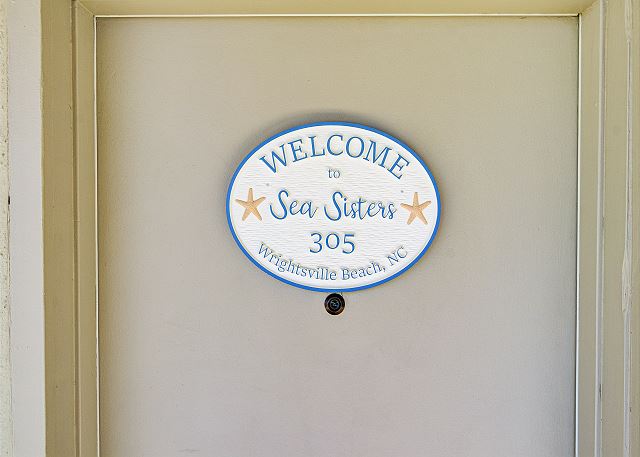 WELCOME
to
Sea Sisters
305
Wrightsville Beach, NC